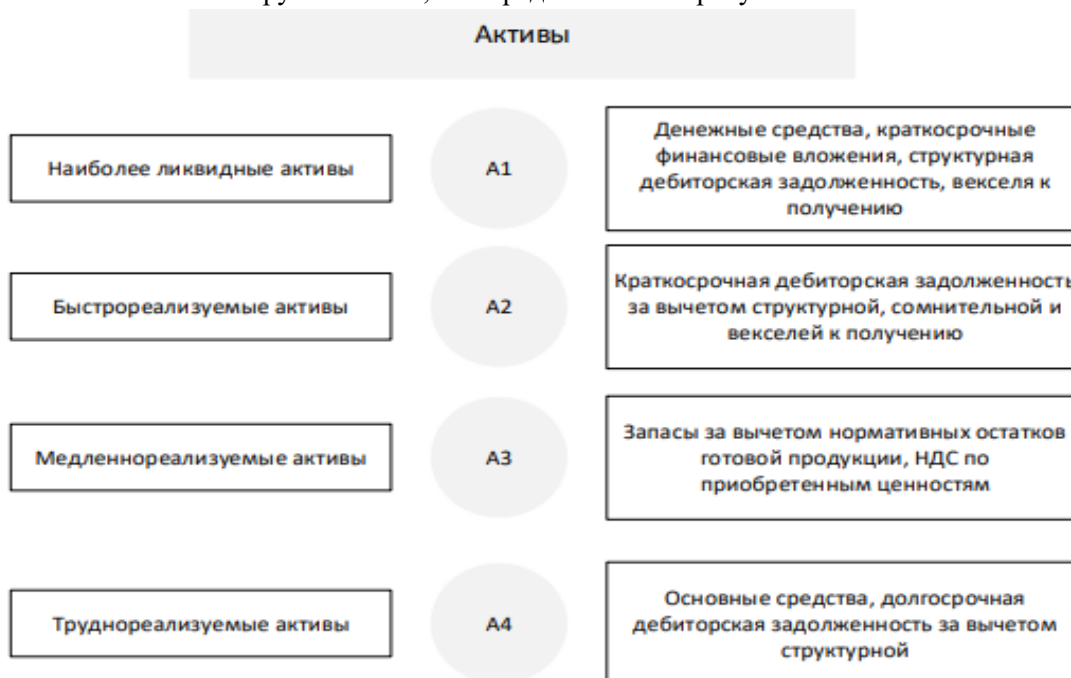 Активы
Наиболее ликвидные активы
А1
Денежные средства, краткосрочные
финансовые вложения, структурная
дебиторская задолженность, векселя к
получению
Быстрореализуемые активы
А2
Краткосрочная дебиторская задолженность
за вычетом структурной, сомнительной и
векселей к получению
Медленнореализуемые активы
А3
Запасы за вычетом нормативных остатков
готовой продукции, НДС по
приобретенным ценностям
Труднореализуемые активы
А4
Основные средства, долгосрочная
дебиторская задолженность за вычетом
структурной